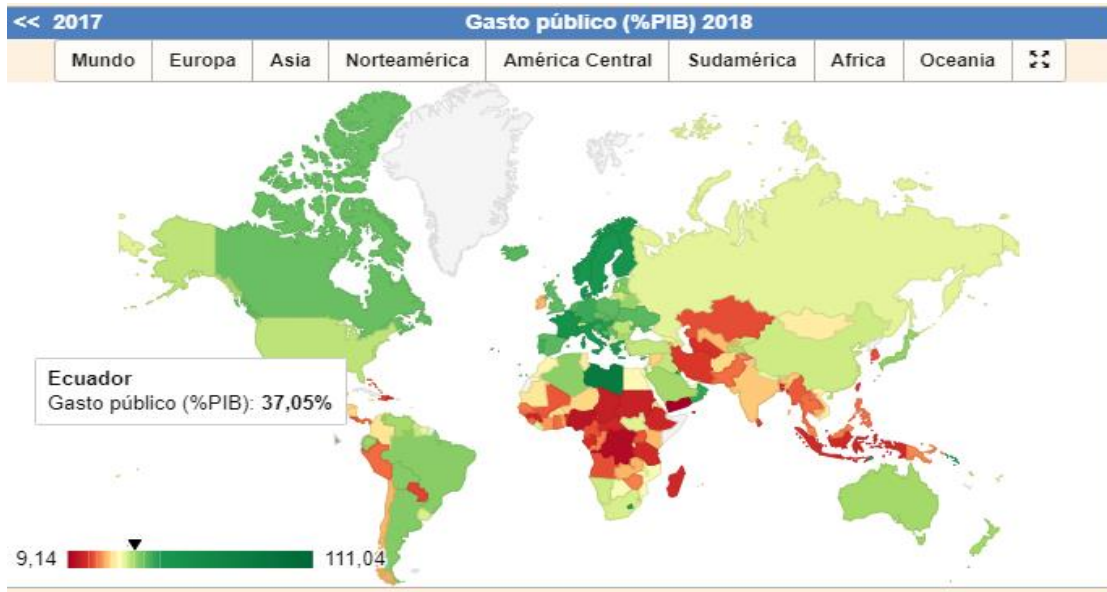 << 2017 Gasto público (%PIB) 2018
Mundo Europa Asia Norteamérica América Central Sudamérica Africa Oceania
Ecuador
Gasto público (%PIB): 37,05%
9,14 111,04